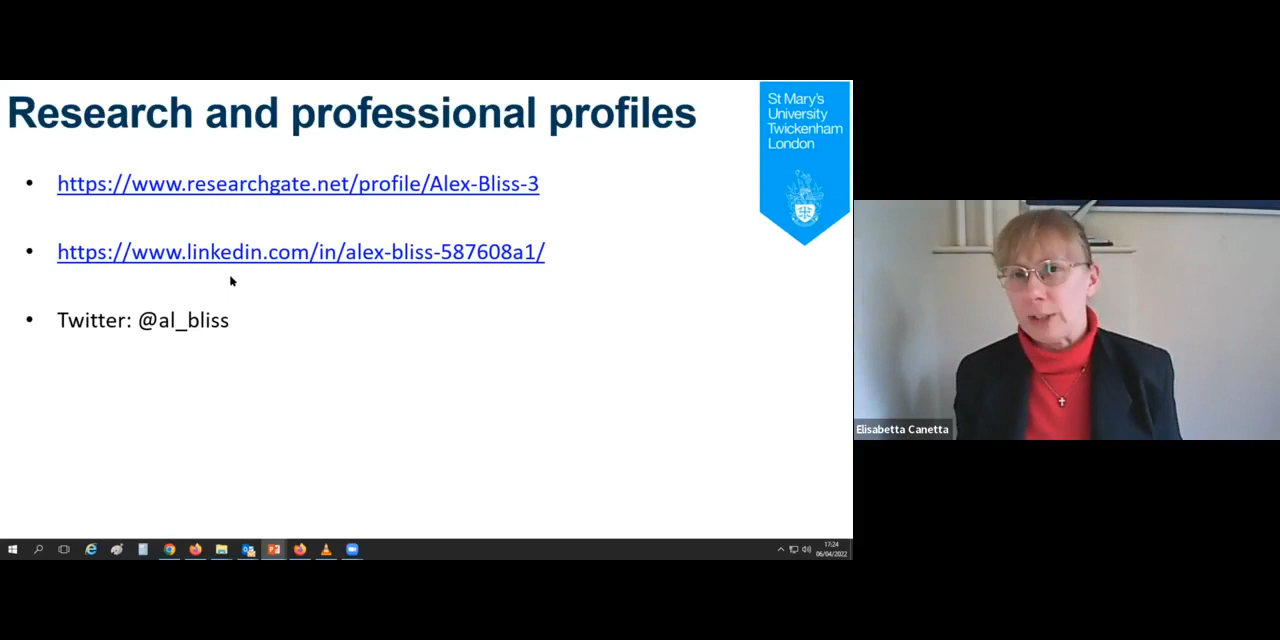 Research and professional profiles
St Mary's
University
Twickenham
London
https://www.researchgate.net/profile/Alex-Bliss-3
https://www.linkedin.com/in/alex-bliss-587608a1/
Twitter: @al_bliss
Elisabetta Canetta
17:24
06/04/2022